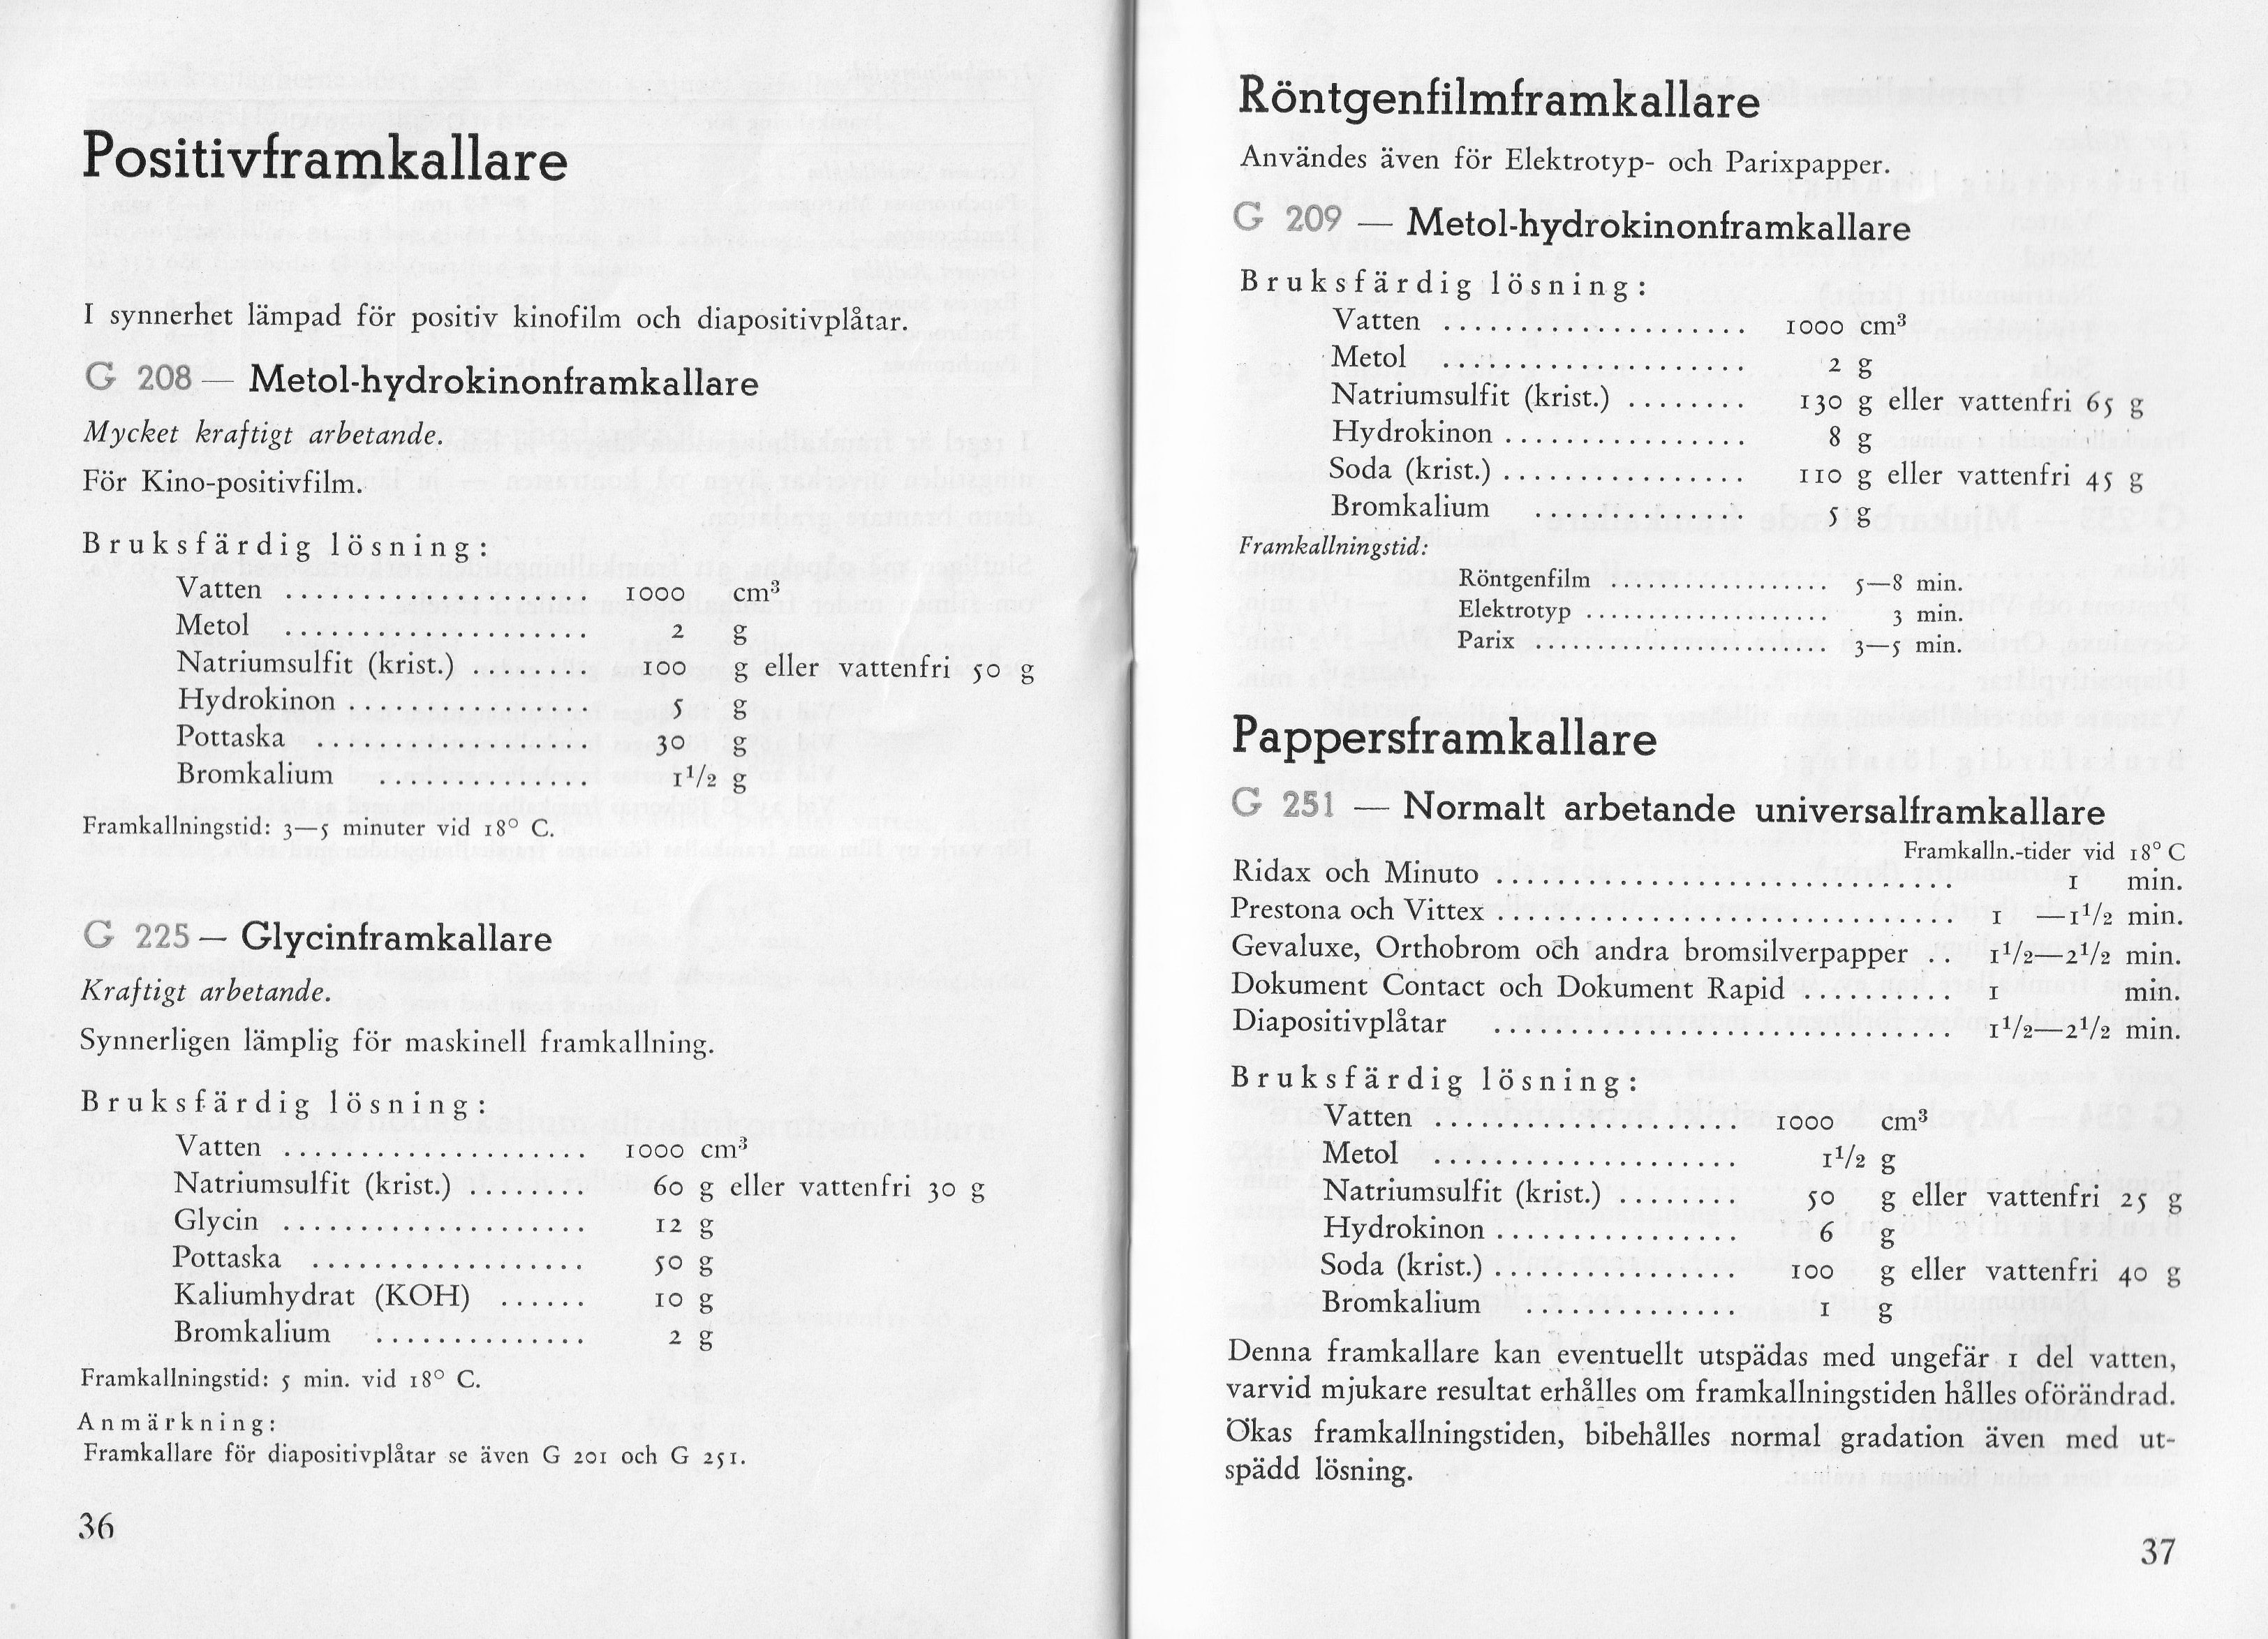 Positivframkallare
I synnerhet lämpad för positiv kinofilm och diapositivplåtar.
G 208 — Metol-hydrokinonframkallare
Mycket kraftigt arbetande.
För Kino-positivfilm.
Bruksfärdig lösning:
Vatten .................... 1000 cm³
Metol .................... 2 g
Natriumsulfit (krist.) ........ 100 g eller vattenfri 50 g
Hydrokinon ................ 5 g
Pottaska .................. 30 g
Bromkalium .............. 1¹/₂ g
Framkallningstid: 3—5 minuter vid 18° C.
G 225 — Glycinframkallare
Kraftigt arbetande.
Synnerligen lämplig för maskinell framkallning.
Bruksfärdig lösning:
Vatten .................... 1000 cm³
Natriumsulfit (krist.) ........ 60 g eller vattenfri 30 g
Glycin .................... 12 g
Pottaska .................. 50 g
Kaliumhydrat (KOH) ...... 10 g
Bromkalium .............. 2 g
Framkallningstid: 5 min. vid 18° C.
Anmärkning:
Framkallare för diapositivplåtar se även G 201 och G 251.
36
Röntgenfilmframkallare
Användes även för Elektrotyp- och Parixpapper.
G 209 — Metol-hydrokinonframkallare
Bruksfärdig lösning:
Vatten .................... 1000 cm³
Metol .................... 2 g
Natriumsulfit (krist.) ........ 130 g eller vattenfri 65 g
Hydrokinon ................ 8 g
Soda (krist.) ................ 110 g eller vattenfri 45 g
Bromkalium .............. 5 g
Framkallningstid:
Röntgenfilm .................. 5—8 min.
Elektrotyp .................... 3 min.
Parix ........................ 3—5 min.
Pappersframkallare
G 251 — Normalt arbetande universalframkallare
Framkalln.-tider vid 18° C
Ridax och Minuto .............................. 1 min.
Prestona och Vittex ............................. 1 —1¹/₂ min.
Gevaluxe, Orthobrom och andra bromsilverpapper .. 1¹/₂—2¹/₂ min.
Dokument Contact och Dokument Rapid .......... 1 min.
Diapositivplåtar .............................. 1¹/₂—2¹/₂ min.
Bruksfärdig lösning:
Vatten .................... 1000 cm³
Metol .................... 1¹/₂ g
Natriumsulfit (krist.) ........ 50 g eller vattenfri 25 g
Hydrokinon ................ 6 g
Soda (krist.) ................ 100 g eller vattenfri 40 g
Bromkalium .............. 1 g
Denna framkallare kan eventuellt utspädas med ungefär 1 del vatten,
varvid mjukare resultat erhålles om framkallningstiden hålles oförändrad.
Ökas framkallningstiden, bibehålles normal gradation även med ut-
spädd lösning.
37